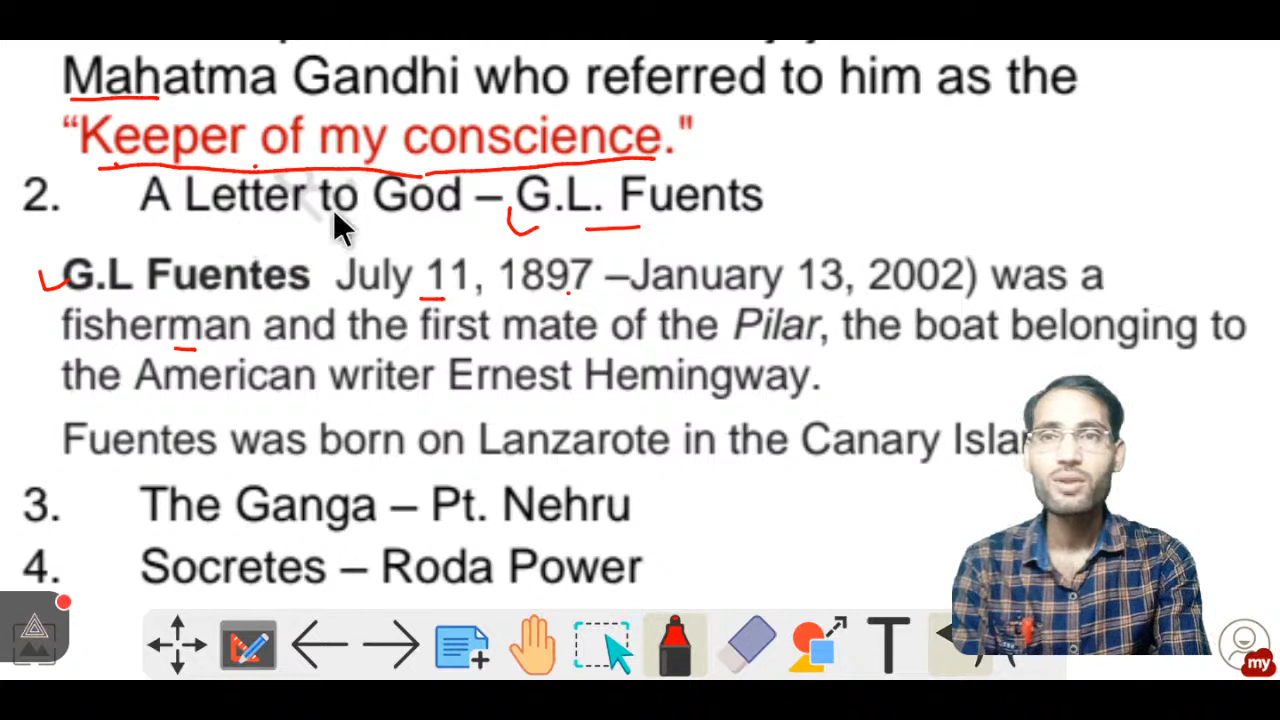 Mahatma Gandhi who referred to him as the
“Keeper of my conscience."
2. A Letter to God – G.L. Fuents
G.L Fuentes July 11, 1897 –January 13, 2002) was a
fisherman and the first mate of the Pilar, the boat belonging to
the American writer Ernest Hemingway.
Fuentes was born on Lanzarote in the Canary
3. The Ganga – Pt. Nehru
4. Socretes – Roda Power
T
my